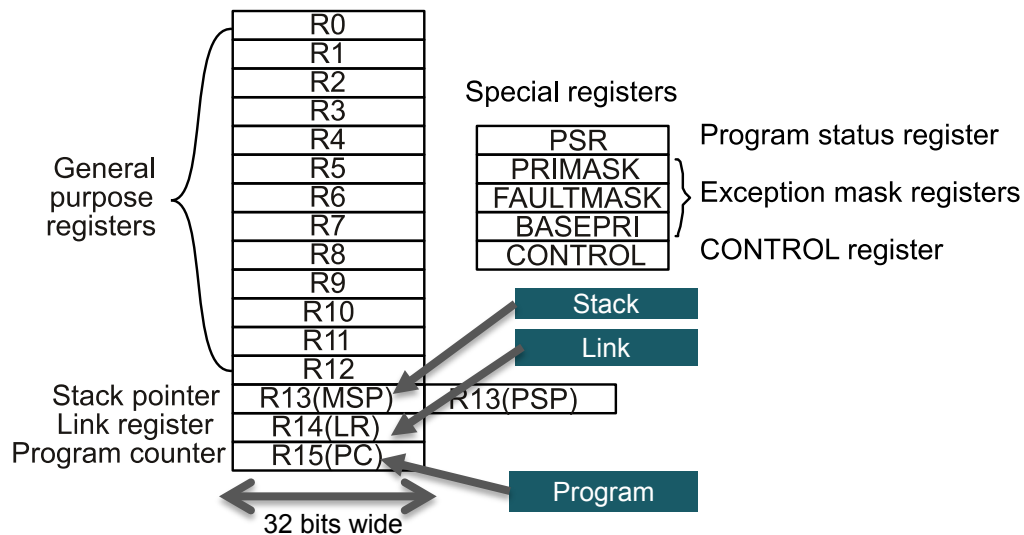 R0
R1
R2
R3
R4
R5
R6
R7
R8
R9
R10
R11
R12
General
purpose
registers
Stack pointer
R13(MSP)
R13(PSP)
Link register
R14(LR)
Program counter
R15(PC)
32 bits wide
Special registers
PSR
Program status register
PRIMASK
FAULTMASK
BASEPRI
Exception mask registers
CONTROL
CONTROL register
Stack
Link
Program